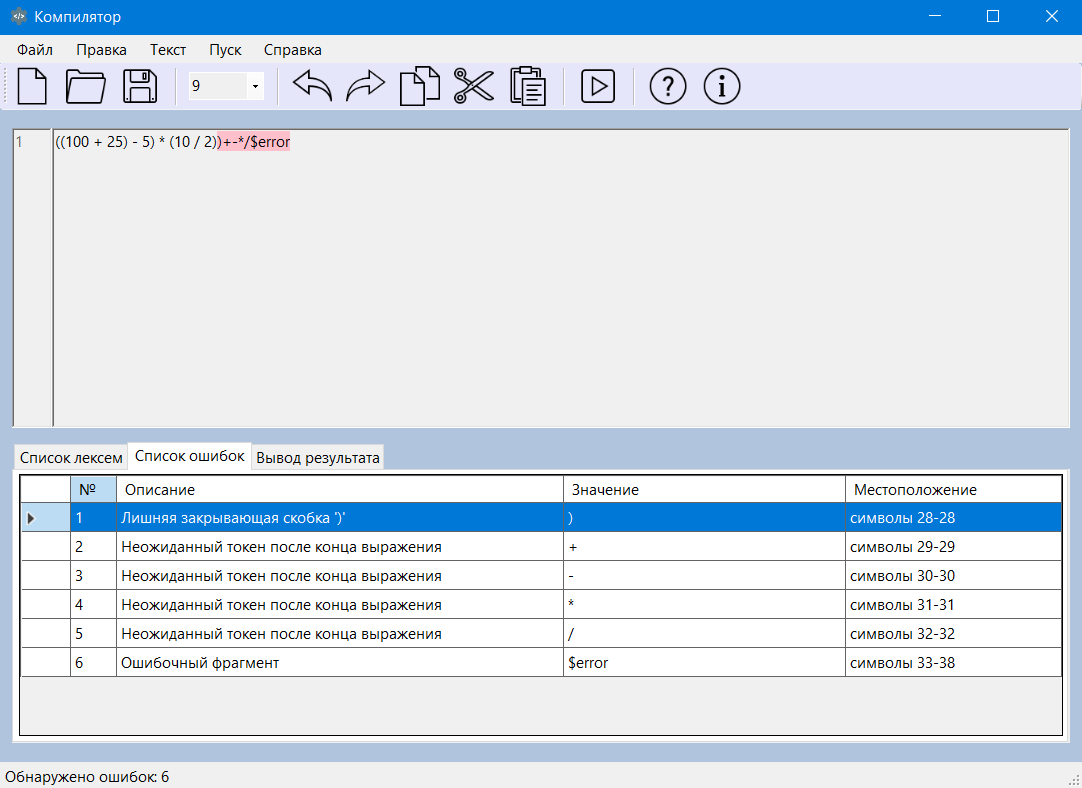 Компилятор
Файл Правка Текст Пуск Справка
9
1 ((100 + 25) - 5) * (10 / 2))+-*/$error
Список лексем Список ошибок Вывод результата
№ Описание Значение Местоположение
1 Лишняя закрывающая скобка ')' ) символы 28-28
2 Неожиданный токен после конца выражения + символы 29-29
3 Неожиданный токен после конца выражения - символы 30-30
4 Неожиданный токен после конца выражения * символы 31-31
5 Неожиданный токен после конца выражения / символы 32-32
6 Ошибочный фрагмент $error символы 33-38
Обнаружено ошибок: 6